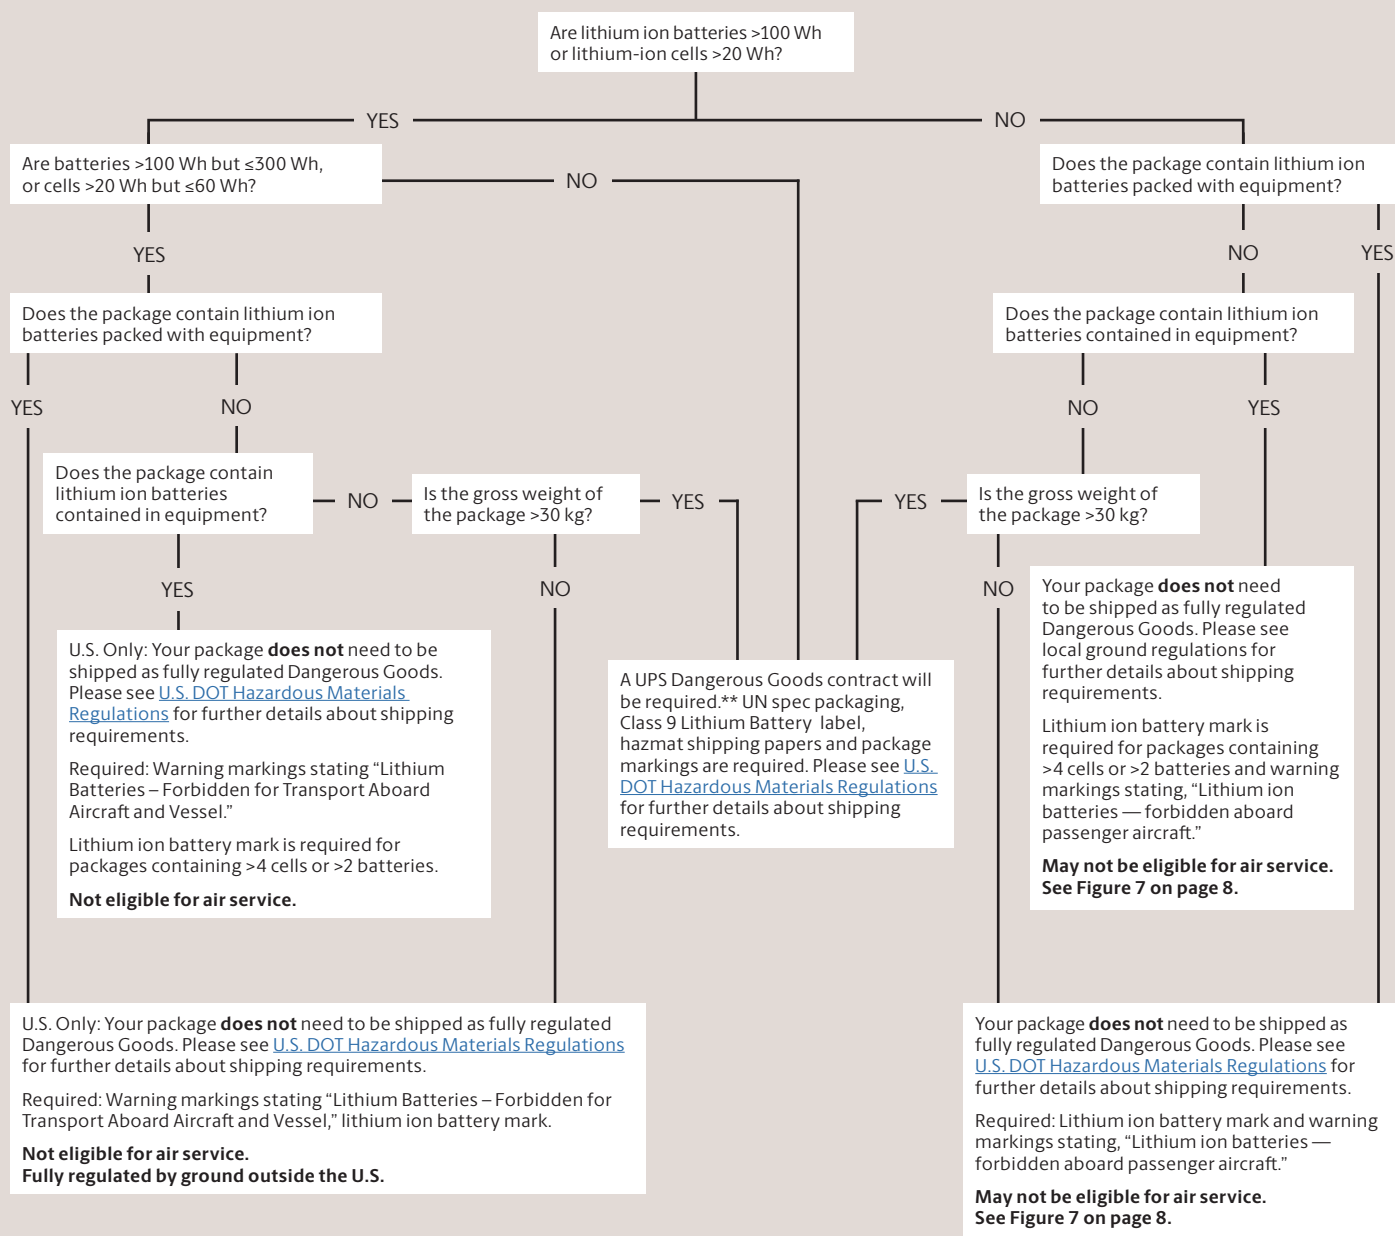 Are lithium ion batteries >100 Wh
or lithium-ion cells >20 Wh?
YES
NO
Are batteries >100 Wh but ≤300 Wh,
or cells >20 Wh but ≤60 Wh?
NO
Does the package contain lithium ion
batteries packed with equipment?
YES
NO
YES
Does the package contain lithium ion
batteries packed with equipment?
Does the package contain lithium ion
batteries contained in equipment?
YES
NO
NO
YES
Does the package contain
lithium ion batteries
contained in equipment?
NO
Is the gross weight of
the package >30 kg?
YES
YES
Is the gross weight of
the package >30 kg?
YES
NO
NO
Your package does not need
to be shipped as fully regulated
Dangerous Goods. Please see
local ground regulations for
further details about shipping
requirements.
Lithium ion battery mark is
required for packages containing
>4 cells or >2 batteries and warning
markings stating, “Lithium ion
batteries — forbidden aboard
passenger aircraft.”
May not be eligible for air service.
See Figure 7 on page 8.
U.S. Only: Your package does not need to be
shipped as fully regulated Dangerous Goods.
Please see U.S. DOT Hazardous Materials
Regulations for further details about shipping
requirements.
Required: Warning markings stating “Lithium
Batteries – Forbidden for Transport Aboard
Aircraft and Vessel.”
Lithium ion battery mark is required for
packages containing >4 cells or >2 batteries.
Not eligible for air service.
A UPS Dangerous Goods contract will
be required.** UN spec packaging,
Class 9 Lithium Battery label,
hazmat shipping papers and package
markings are required. Please see U.S.
DOT Hazardous Materials Regulations
for further details about shipping
requirements.
U.S. Only: Your package does not need to be shipped as fully regulated
Dangerous Goods. Please see U.S. DOT Hazardous Materials Regulations
for further details about shipping requirements.
Required: Warning markings stating “Lithium Batteries – Forbidden for
Transport Aboard Aircraft and Vessel,” lithium ion battery mark.
Not eligible for air service.
Fully regulated by ground outside the U.S.
Your package does not need to be shipped as
fully regulated Dangerous Goods. Please see
U.S. DOT Hazardous Materials Regulations for
further details about shipping requirements.
Required: Lithium ion battery mark and warning
markings stating, “Lithium ion batteries —
forbidden aboard passenger aircraft.”
May not be eligible for air service.
See Figure 7 on page 8.